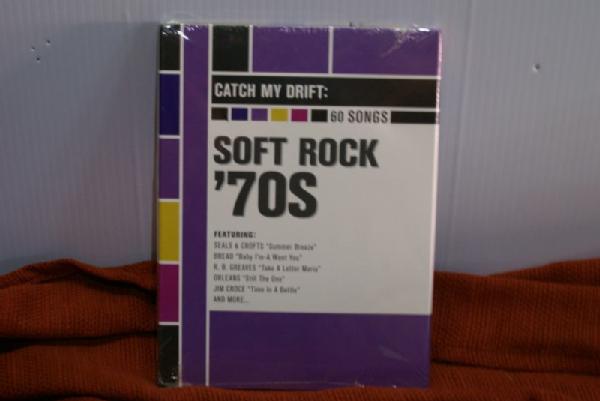 CATCH MY DRIFT:
60 SONGS
SOFT ROCK
'70S
FEATURING:
SEALS & CROFTS "Summer Breeze"
BREAD "Baby I'm-A Want You"
R. B. GREAVES "Take A Letter Maria"
ORLEANS "Still The One"
JIM CROCE "Time In A Bottle"
AND MORE...